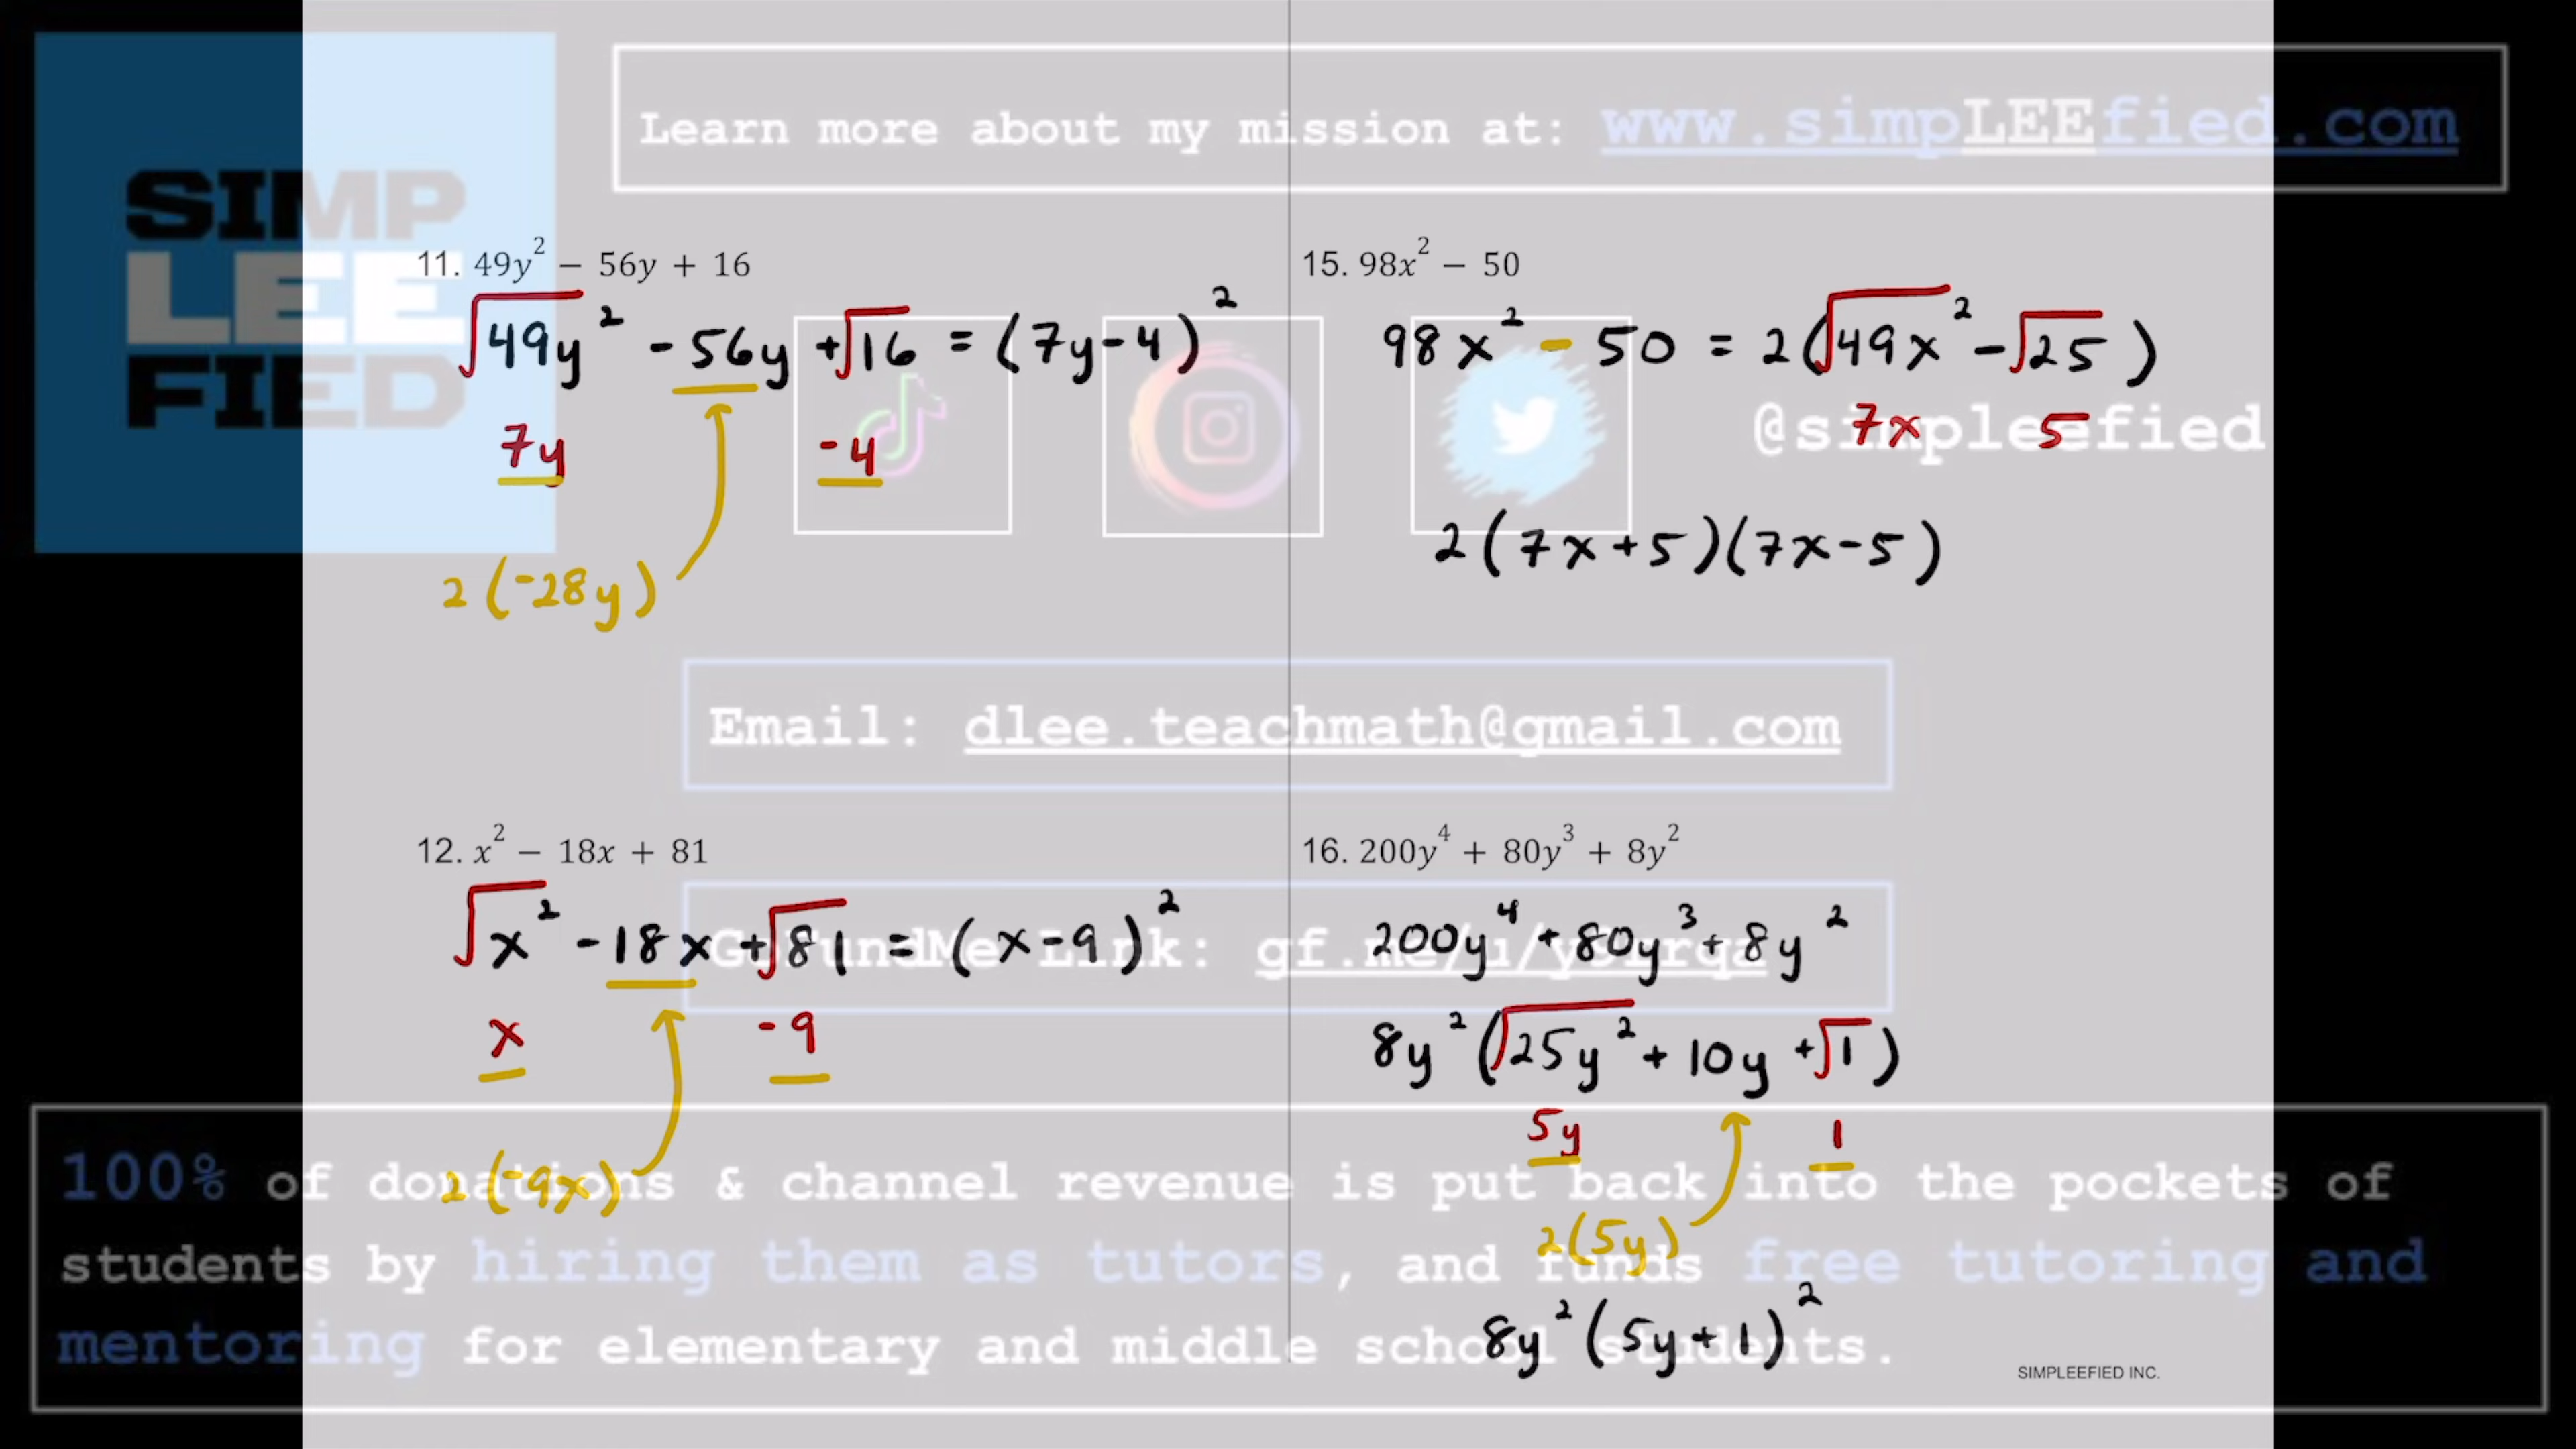 SIMP
LEE
FIED
Learn more about my mission at: www.simpLEEfied.com
@simpleefied
11. 49y² − 56y + 16
√49y² - 56y + √16 = (7y-4)²
7y -4
2(-28y)
15. 98x² − 50
98x² - 50 = 2(√49x² - √25)
7x 5
2(7x+5)(7x-5)
Email: dlee.teachmath@gmail.com
12. x² − 18x + 81
√x² - 18x + √81 = (x-9)²
x -9
2(-9x)
16. 200y⁴ + 80y³ + 8y²
200y⁴ + 80y³ + 8y²
8y²(√25y² + 10y + √1)
5y 1
2(5y)
8y²(5y+1)²
GoFundMe Link:
100% of donations & channel revenue is put back into the pockets of
students by hiring them as tutors, and funds free tutoring and
mentoring for elementary and middle school students.
SIMPLEEFIED INC.